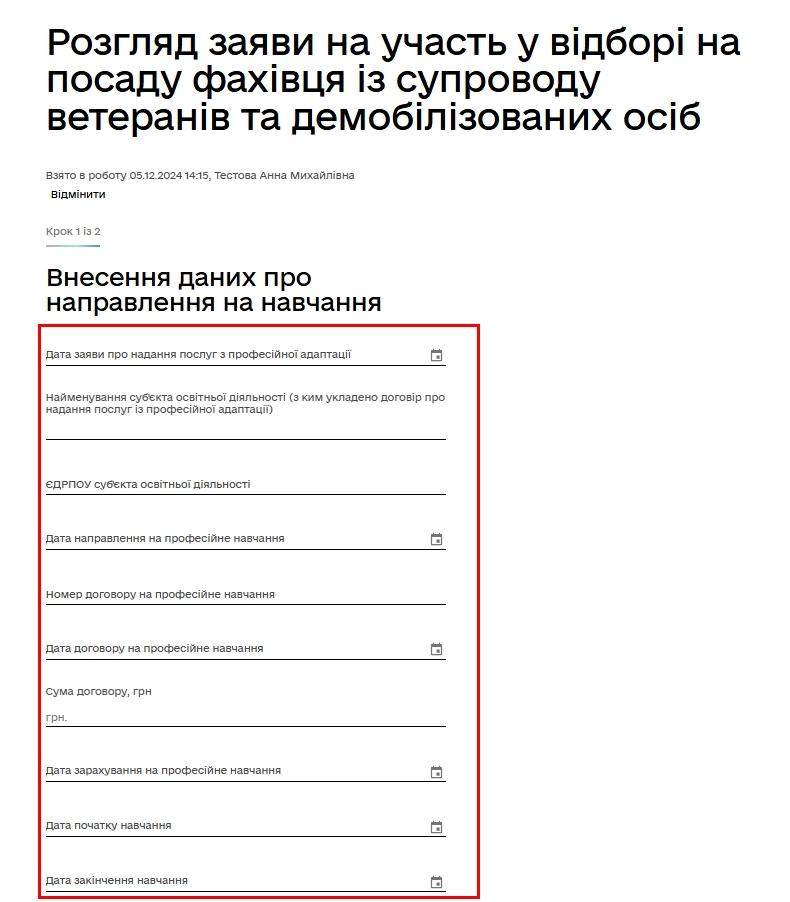 Розгляд заяви на участь у відборі на
посаду фахівця із супроводу
ветеранів та демобілізованих осіб
Взято в роботу 05.12.2024 14:15, Тестова Анна Михайлівна
Відмінити
Крок 1 із 2
Внесення даних про
направлення на навчання
Дата заяви про надання послуг з професійної адаптації
Найменування суб'єкта освітньої діяльності (з ким укладено договір про
надання послуг із професійної адаптації)
ЄДРПОУ суб'єкта освітньої діяльності
Дата направлення на професійне навчання
Номер договору на професійне навчання
Дата договору на професійне навчання
Сума договору, грн
грн.
Дата зарахування на професійне навчання
Дата початку навчання
Дата закінчення навчання